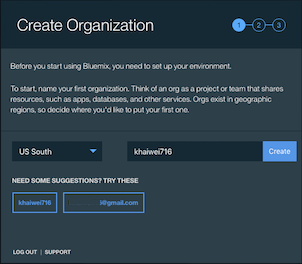 Create Organization
1 2 3
Before you start using Bluemix, you need to set up your environment.
To start, name your first organization. Think of an org as a project or team that shares
resources, such as apps, databases, and other services. Orgs exist in geographic
regions, so decide where you'd like to put your first one.
US South khaiwei716 Create
NEED SOME SUGGESTIONS? TRY THESE
khaiwei716 @gmail.com
LOG OUT | SUPPORT